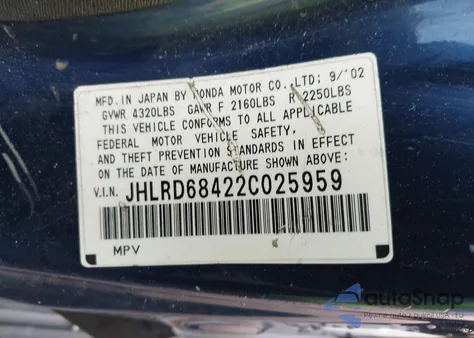 MFD. IN JAPAN BY HONDA MOTOR CO., LTD; 9/'02
GVWR 4320LBS GAWR F 2160LBS R 2250LBS
THIS VEHICLE CONFORMS TO ALL APPLICABLE
FEDERAL MOTOR VEHICLE SAFETY,
AND THEFT PREVENTION STANDARDS IN EFFECT
ON THE DATE OF MANUFACTURE SHOWN ABOVE:
V.I.N. JHLRD68422C025959
MPV
autoSnap